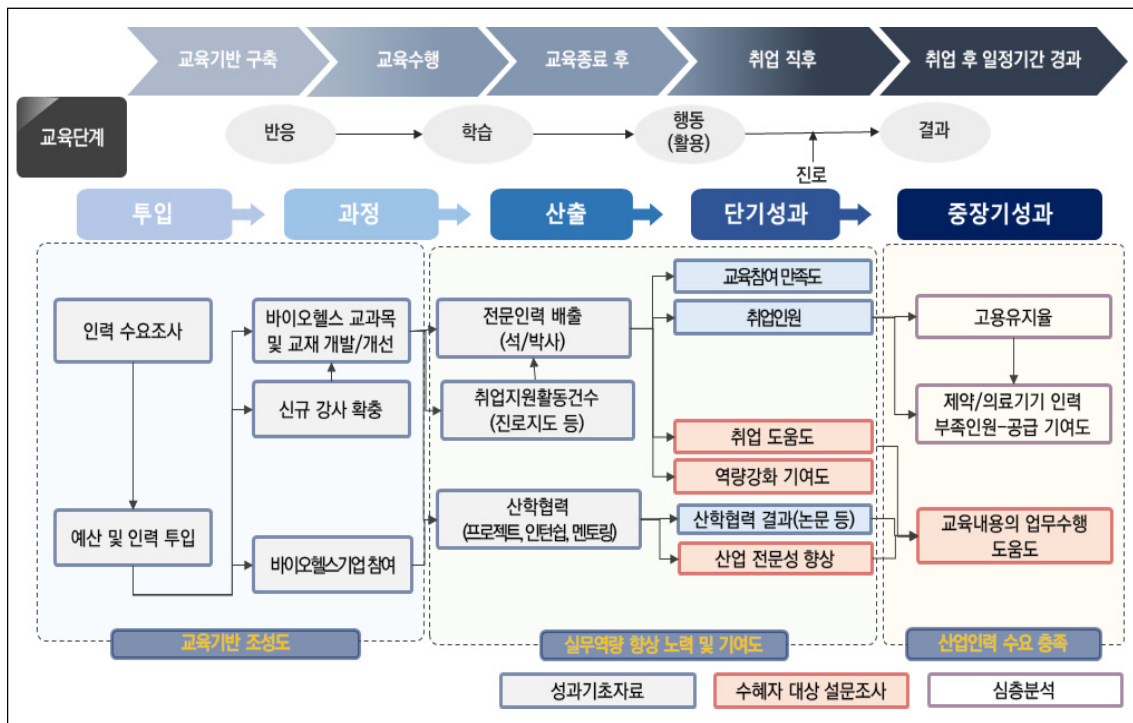 교육기반 구축
교육수행
교육종료 후
취업 직후
취업 후 일정기간 경과
교육단계
반응
학습
행동
(활용)
결과
진로
투입
과정
산출
단기성과
중장기성과
인력 수요조사
예산 및 인력 투입
바이오헬스 교과목
및 교재 개발/개선
신규 강사 확충
바이오헬스기업 참여
전문인력 배출
(석/박사)
취업지원활동건수
(진로지도 등)
산학협력
(프로젝트, 인턴쉽, 멘토링)
교육참여 만족도
취업인원
취업 도움도
역량강화 기여도
산학협력 결과(논문 등)
산업 전문성 향상
고용유지율
제약/의료기기 인력
부족인원-공급 기여도
교육내용의 업무수행
도움도
교육기반 조성도
실무역량 향상 노력 및 기여도
산업인력 수요 충족
성과기초자료
수혜자 대상 설문조사
심층분석